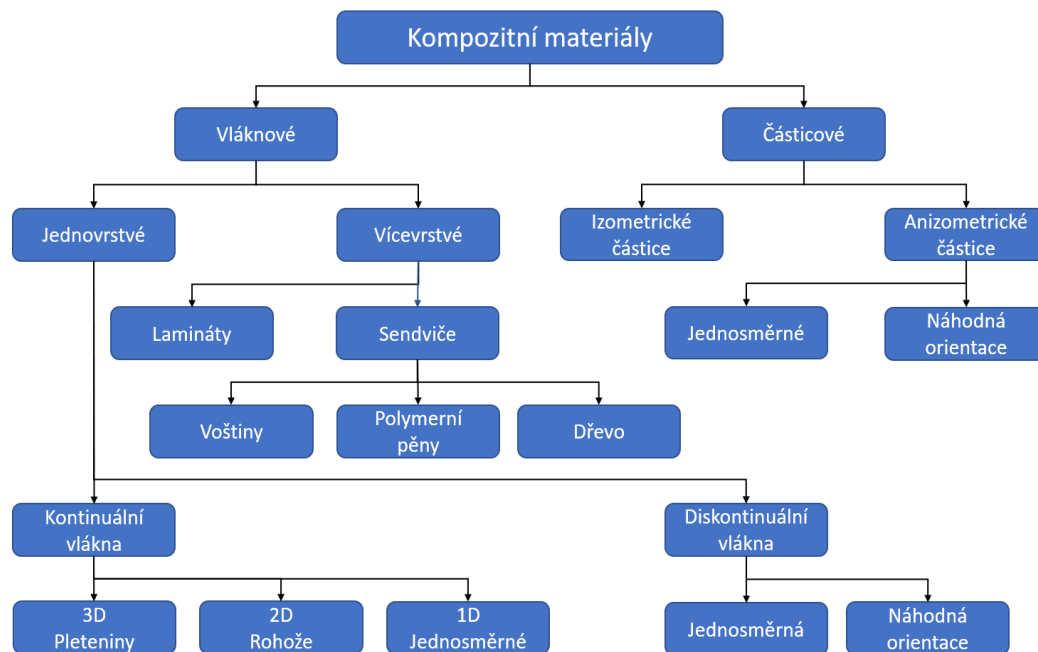 Kompozitní materiály
Vláknové
Částicové
Jednovrstvé
Vícevrstvé
Izometrické
částice
Anizometrické
částice
Lamináty
Sendviče
Jednosměrné
Náhodná
orientace
Voštiny
Polymerní
pěny
Dřevo
Kontinuální
vlákna
Diskontinuální
vlákna
3D
Pleteniny
2D
Rohože
1D
Jednosměrné
Jednosměrná
Náhodná
orientace